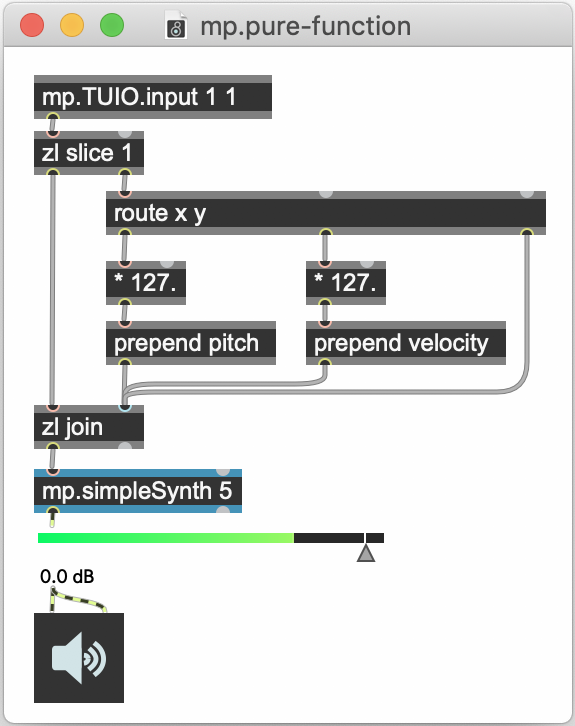 mp.pure-function
mp.TUIO.input 1 1
zl slice 1
route x y
* 127.
* 127.
prepend pitch
prepend velocity
zl join
mp.simpleSynth 5
0.0 dB